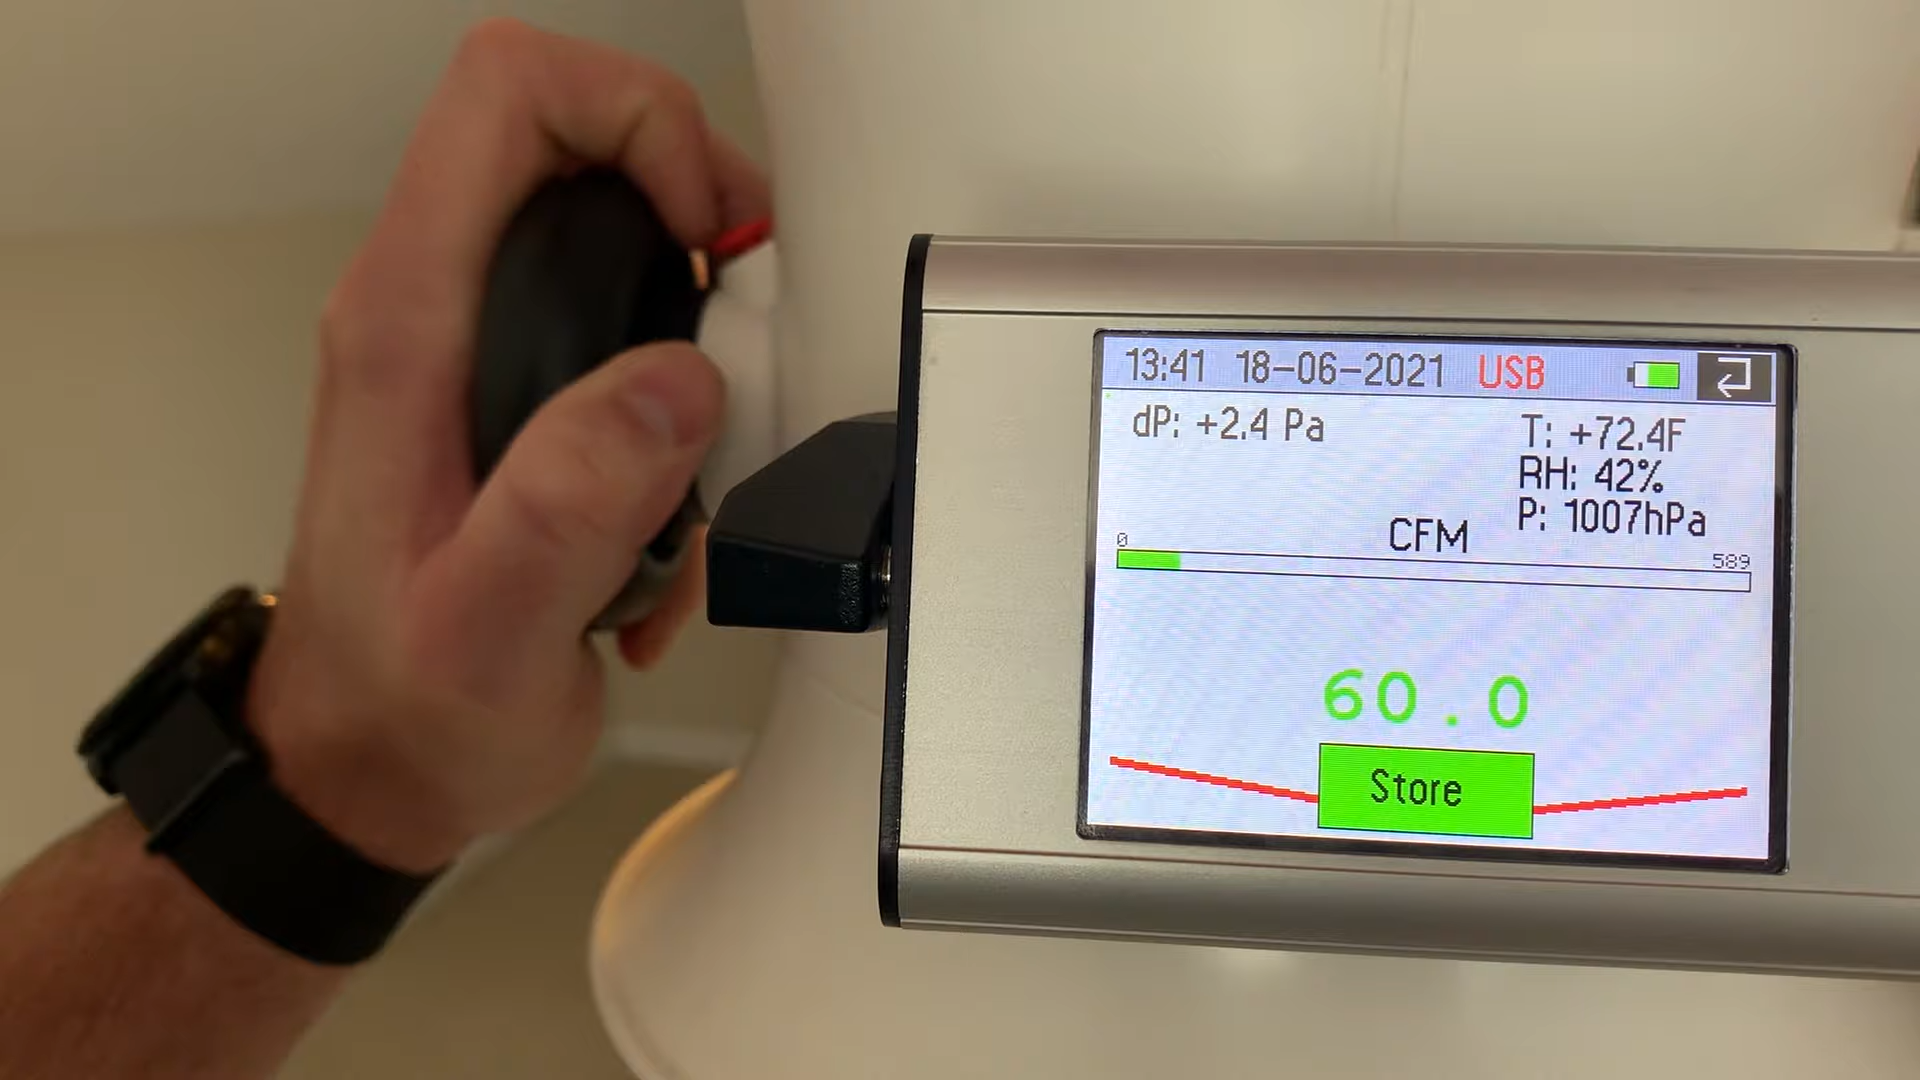 13:41 18-06-2021 USB
dP: +2.4 Pa
T: +72.4F
RH: 42%
P: 1007hPa
CFM
0
589
60.0
Store